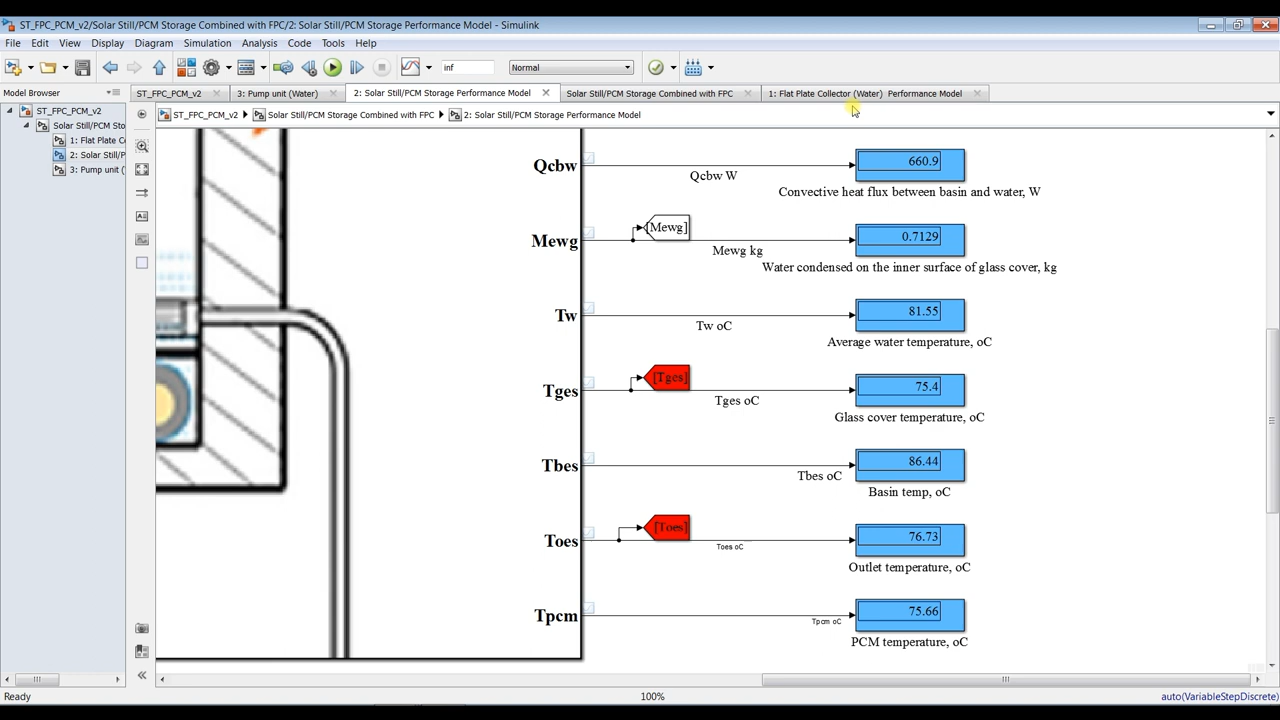 ST_FPC_PCM_v2/Solar Still/PCM Storage Combined with FPC/2: Solar Still/PCM Storage Performance Model - Simulink
File Edit View Display Diagram Simulation Analysis Code Tools Help
inf Normal
Model Browser
ST_FPC_PCM_v2 3: Pump unit (Water) 2: Solar Still/PCM Storage Performance Model Solar Still/PCM Storage Combined with FPC 1: Flat Plate Collector (Water) Performance Model
ST_FPC_PCM_v2
Solar Still/PCM Sto
1: Flat Plate C
2: Solar Still/P
3: Pump unit (
ST_FPC_PCM_v2 Solar Still/PCM Storage Combined with FPC 2: Solar Still/PCM Storage Performance Model
Qcbw
Qcbw W
660.9
Convective heat flux between basin and water, W
Mewg
[Mewg]
Mewg kg
0.7129
Water condensed on the inner surface of glass cover, kg
Tw
Tw oC
81.55
Average water temperature, oC
Tges
[Tges]
Tges oC
75.4
Glass cover temperature, oC
Tbes
Tbes oC
86.44
Basin temp, oC
Toes
[Toes]
Toes oC
76.73
Outlet temperature, oC
Tpcm
Tpcm oC
75.66
PCM temperature, oC
Ready 100% auto(VariableStepDiscrete)